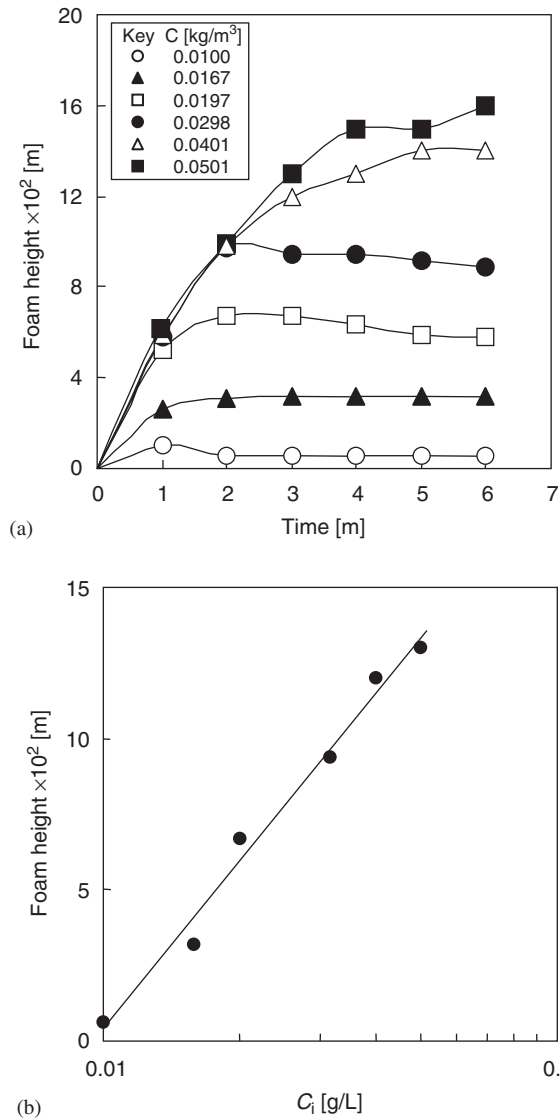 20
16
12
8
4
0
Foam height ×10² [m]
Key C [kg/m³]
0.0100
0.0167
0.0197
0.0298
0.0401
0.0501
0 1 2 3 4 5 6 7
Time [m]
(a)
15
10
5
0
Foam height ×10² [m]
0.01 0.
Cᵢ [g/L]
(b)